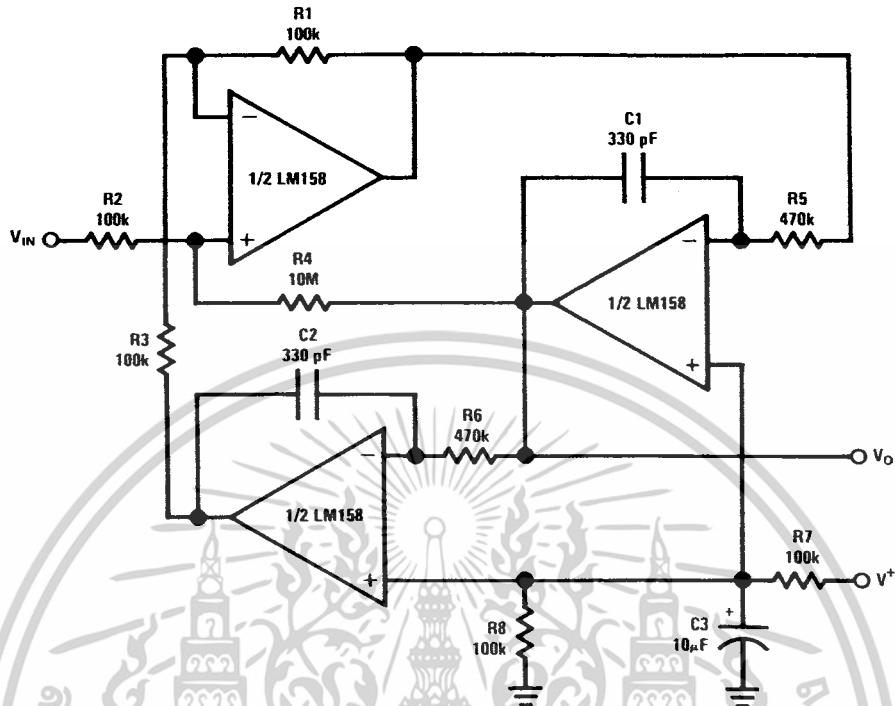 R1
100k
1/2 LM158
R2
100k
VIN
+
−
C1
330 pF
R5
470k
−
1/2 LM158
+
R4
10M
R3
100k
C2
330 pF
R6
470k
−
1/2 LM158
+
VO
R7
100k
V+
R8
100k
+
C3
10μF